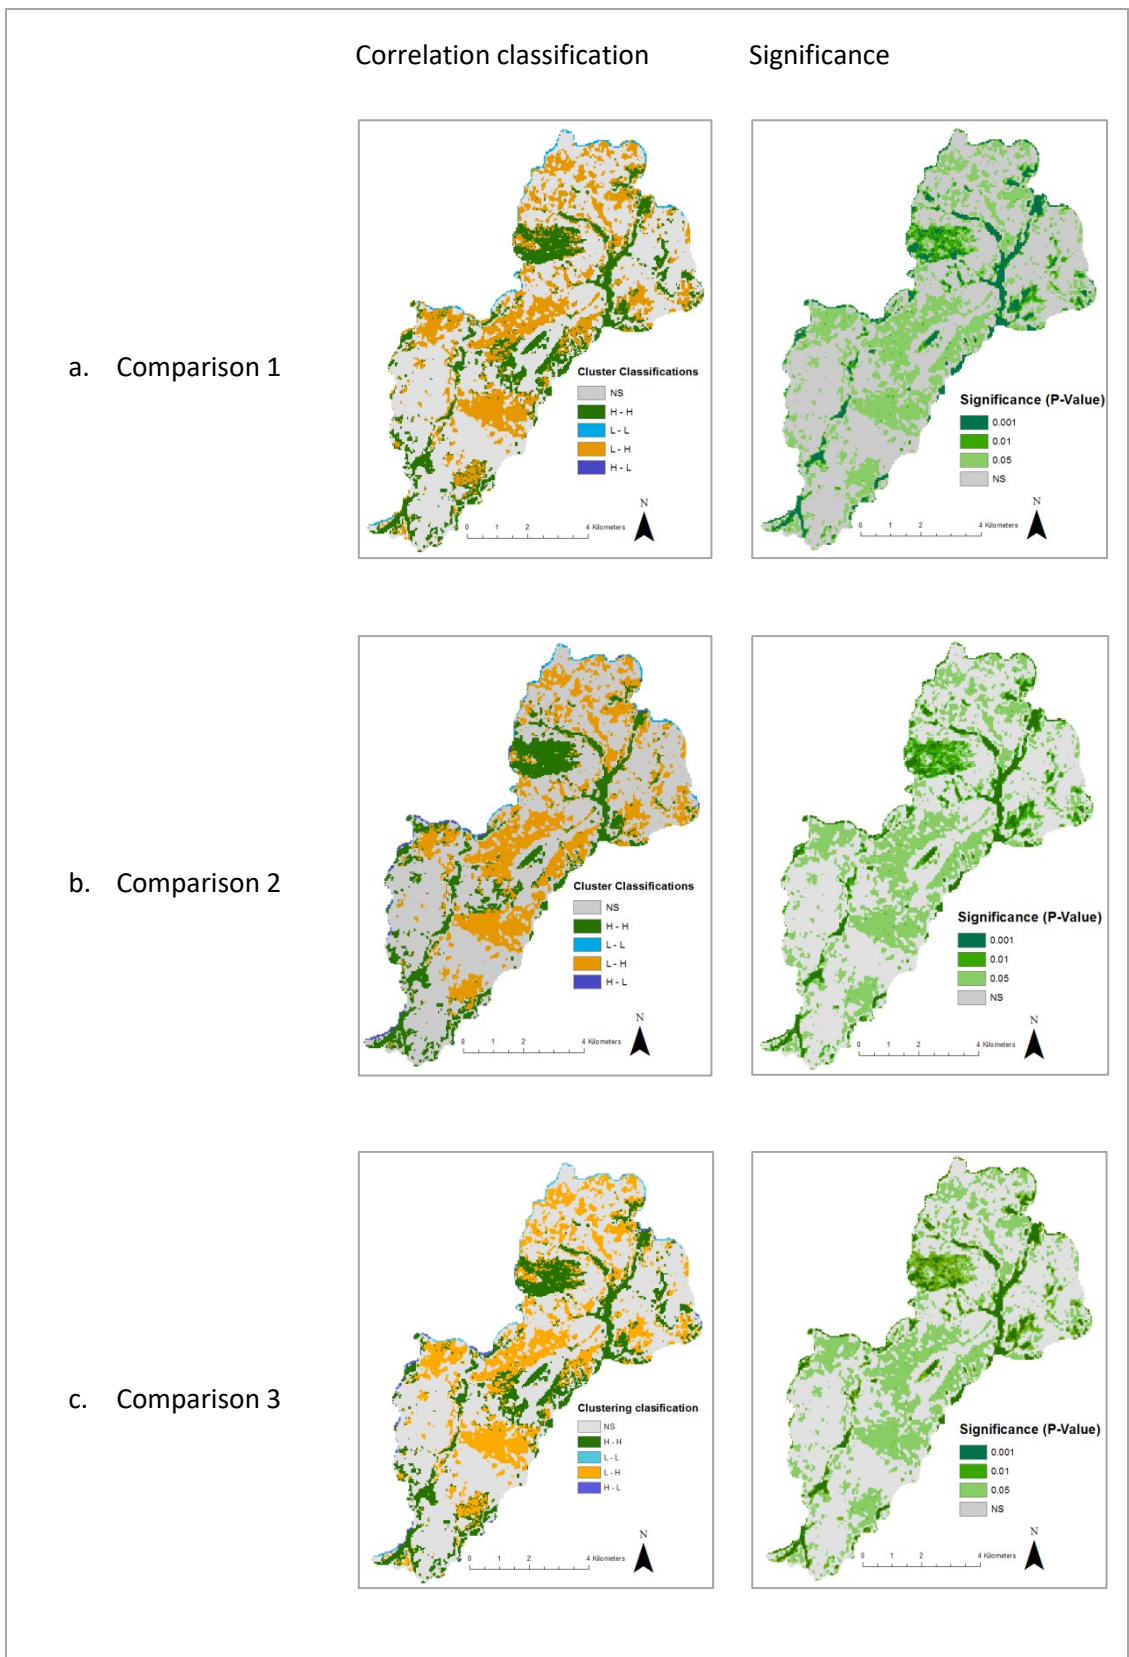 Correlation classification Significance
a. Comparison 1
Cluster Classifications
NS
H - H
L - L
L - H
H - L
N
0 1 2 4 Kilometers
Significance (P-Value)
0.001
0.01
0.05
NS
N
0 1 2 4 Kilometers
b. Comparison 2
Cluster Classifications
NS
H - H
L - L
L - H
H - L
N
0 1 2 4 Kilometers
Significance (P-Value)
0.001
0.01
0.05
NS
N
0 1 2 4 Kilometers
c. Comparison 3
Clustering clasification
NS
H - H
L - L
L - H
H - L
N
0 1 2 4 Kilometers
Significance (P-Value)
0.001
0.01
0.05
NS
N
0 1 2 4 Kilometers